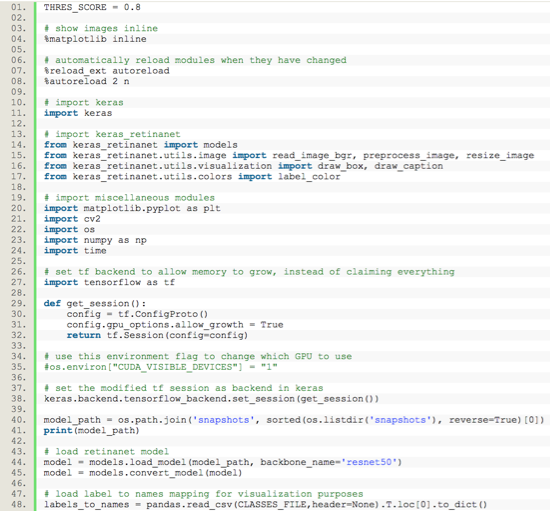 01. THRES_SCORE = 0.8
02.
03. # show images inline
04. %matplotlib inline
05.
06. # automatically reload modules when they have changed
07. %reload_ext autoreload
08. %autoreload 2 n
09.
10. # import keras
11. import keras
12.
13. # import keras_retinanet
14. from keras_retinanet import models
15. from keras_retinanet.utils.image import read_image_bgr, preprocess_image, resize_image
16. from keras_retinanet.utils.visualization import draw_box, draw_caption
17. from keras_retinanet.utils.colors import label_color
18.
19. # import miscellaneous modules
20. import matplotlib.pyplot as plt
21. import cv2
22. import os
23. import numpy as np
24. import time
25.
26. # set tf backend to allow memory to grow, instead of claiming everything
27. import tensorflow as tf
28.
29. def get_session():
30.     config = tf.ConfigProto()
31.     config.gpu_options.allow_growth = True
32.     return tf.Session(config=config)
33.
34. # use this environment flag to change which GPU to use
35. #os.environ["CUDA_VISIBLE_DEVICES"] = "1"
36.
37. # set the modified tf session as backend in keras
38. keras.backend.tensorflow_backend.set_session(get_session())
39.
40. model_path = os.path.join('snapshots', sorted(os.listdir('snapshots'), reverse=True)[0])
41. print(model_path)
42.
43. # load retinanet model
44. model = models.load_model(model_path, backbone_name='resnet50')
45. model = models.convert_model(model)
46.
47. # load label to names mapping for visualization purposes
48. labels_to_names = pandas.read_csv(CLASSES_FILE,header=None).T.loc[0].to_dict()